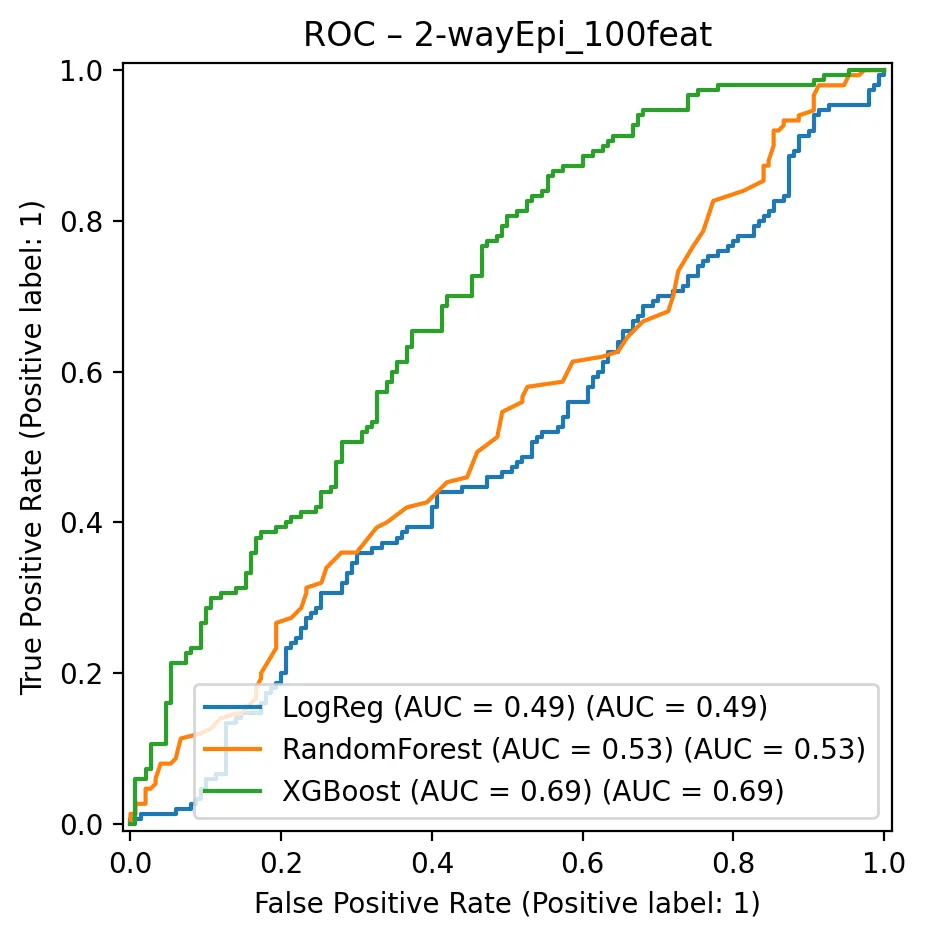 ROC – 2-wayEpi_100feat
True Positive Rate (Positive label: 1)
1.0
0.8
0.6
0.4
0.2
0.0
LogReg (AUC = 0.49) (AUC = 0.49)
RandomForest (AUC = 0.53) (AUC = 0.53)
XGBoost (AUC = 0.69) (AUC = 0.69)
0.0 0.2 0.4 0.6 0.8 1.0
False Positive Rate (Positive label: 1)